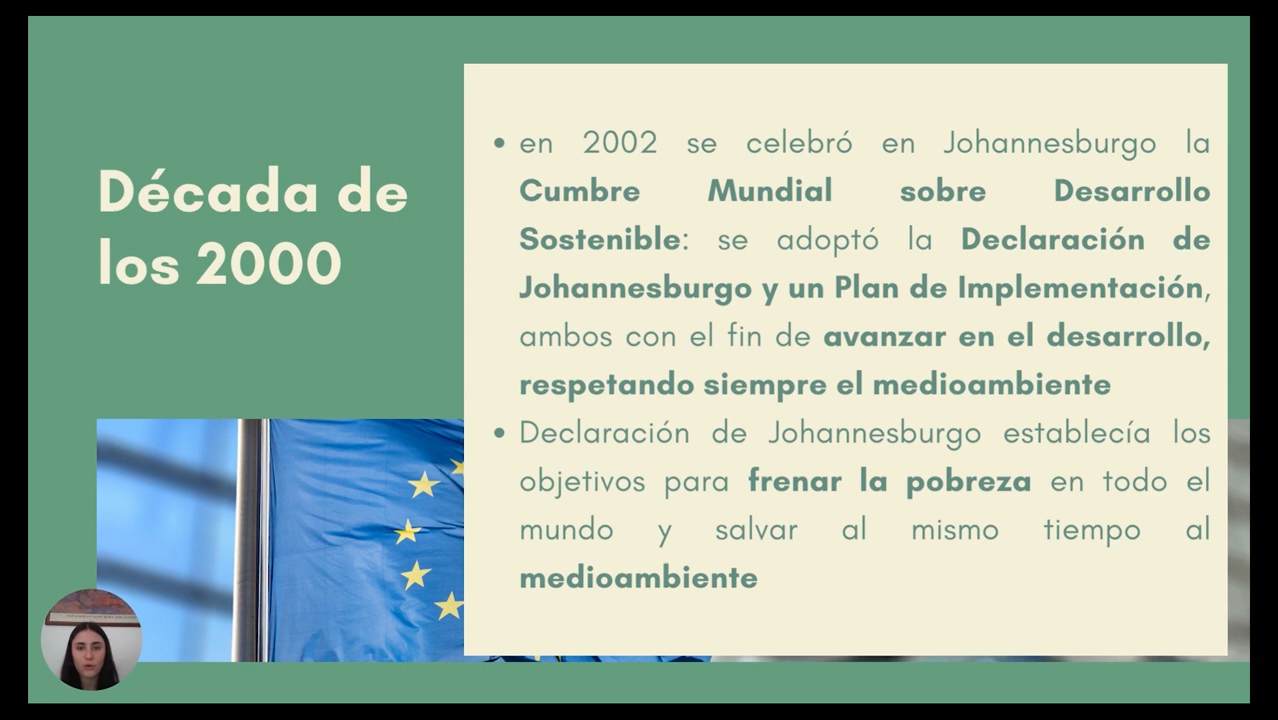 Década de
los 2000
en 2002 se celebró en Johannesburgo la
Cumbre Mundial sobre Desarrollo
Sostenible: se adoptó la Declaración de
Johannesburgo y un Plan de Implementación,
ambos con el fin de avanzar en el desarrollo,
respetando siempre el medioambiente
Declaración de Johannesburgo establecía los
objetivos para frenar la pobreza en todo el
mundo y salvar al mismo tiempo al
medioambiente